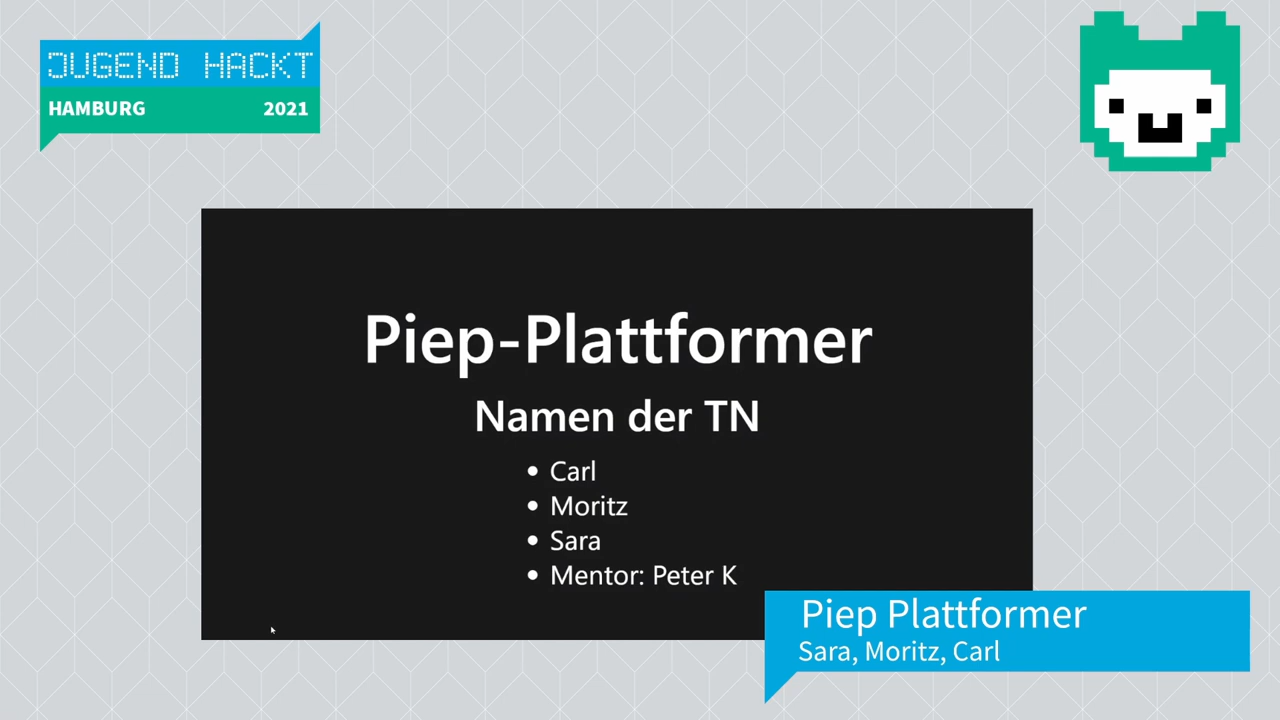 JUGEND HACKT
HAMBURG 2021
Piep-Plattformer
Namen der TN
• Carl
• Moritz
• Sara
• Mentor: Peter K
Piep Plattformer
Sara, Moritz, Carl